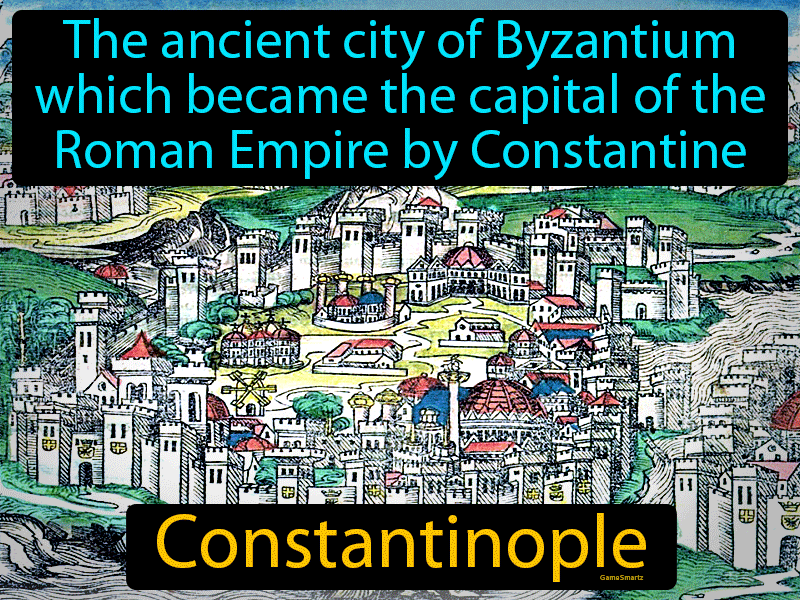 The ancient city of Byzantium
which became the capital of the
Roman Empire by Constantine
Constantinople
GameSmartz